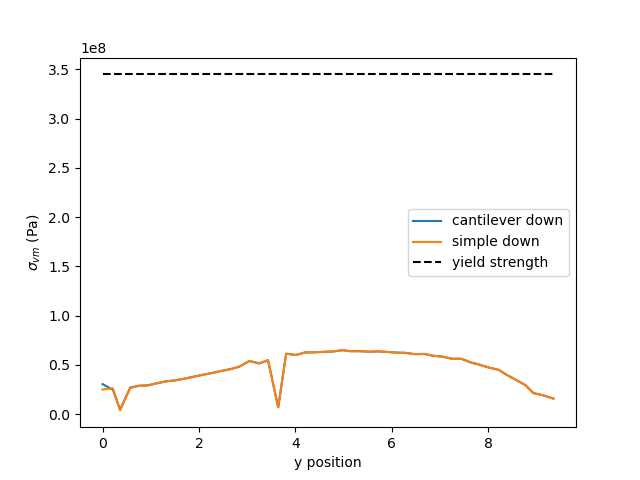 1e8
3.5
3.0
2.5
2.0
1.5
1.0
0.5
0.0
σvm (Pa)
cantilever down
simple down
yield strength
0 2 4 6 8
y position